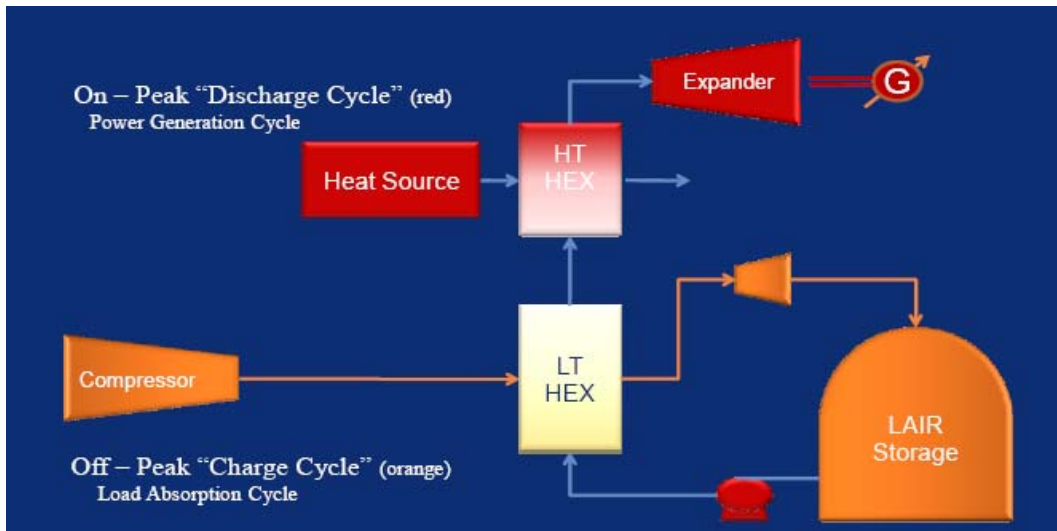 On – Peak “Discharge Cycle” (red)
Power Generation Cycle
Expander
G
Heat Source
HT
HEX
Compressor
LT
HEX
LAIR
Storage
Off – Peak “Charge Cycle” (orange)
Load Absorption Cycle